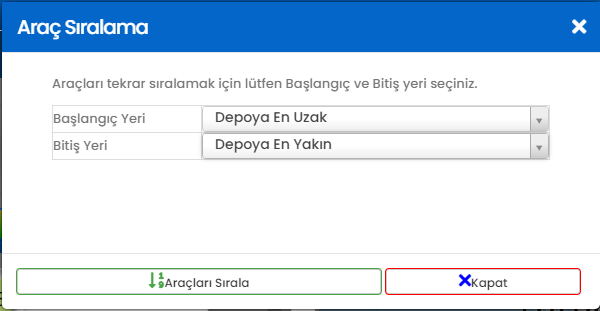 Araç Sıralama
Araçları tekrar sıralamak için lütfen Başlangıç ve Bitiş yeri seçiniz.
Başlangıç Yeri Depoya En Uzak
Bitiş Yeri Depoya En Yakın
Araçları Sırala Kapat